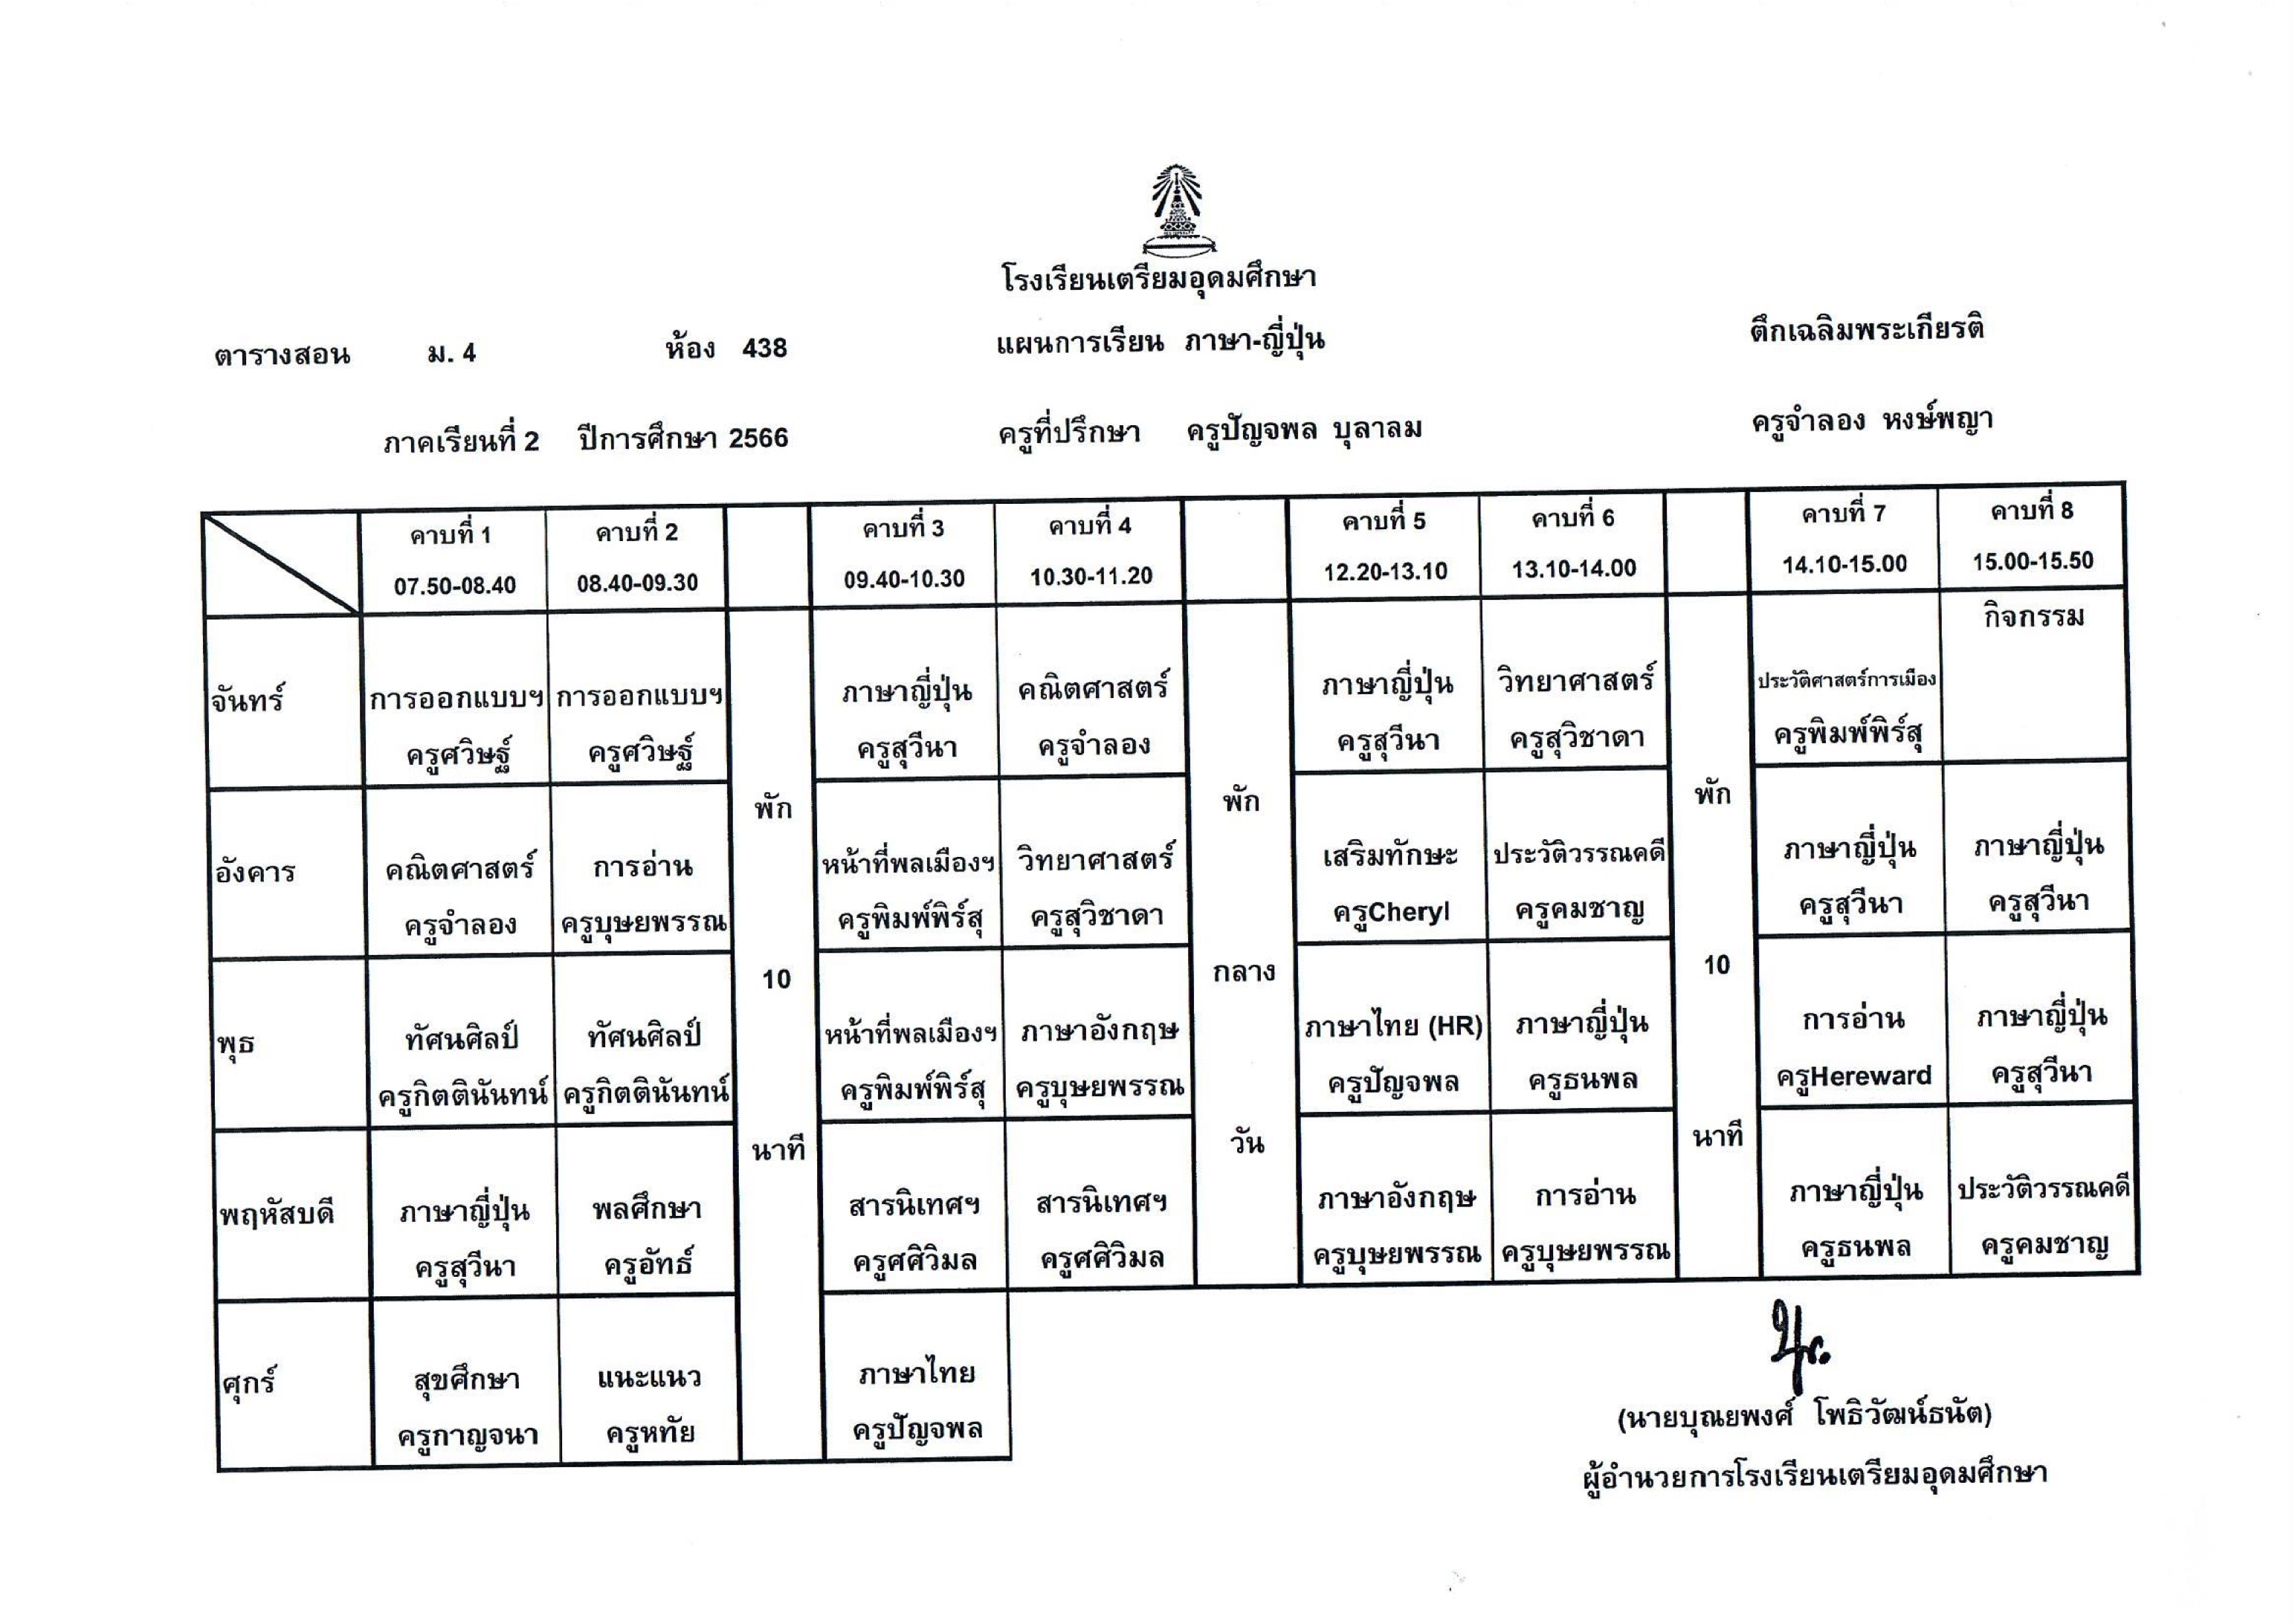 โรงเรียนเตรียมอุดมศึกษา
ตารางสอน ม. 4 ห้อง 438 แผนการเรียน ภาษา-ญี่ปุ่น ตึกเฉลิมพระเกียรติ
ภาคเรียนที่ 2 ปีการศึกษา 2566 ครูที่ปรึกษา ครูปัญจพล บุลาลม ครูจำลอง หงษ์พญา
คาบที่ 1 คาบที่ 2 คาบที่ 3 คาบที่ 4 คาบที่ 5 คาบที่ 6 คาบที่ 7 คาบที่ 8
07.50-08.40 08.40-09.30 09.40-10.30 10.30-11.20 12.20-13.10 13.10-14.00 14.10-15.00 15.00-15.50
กิจกรรม
จันทร์ การออกแบบฯ การออกแบบฯ ภาษาญี่ปุ่น คณิตศาสตร์ ภาษาญี่ปุ่น วิทยาศาสตร์ ประวัติศาสตร์การเมือง
ครูศวิษฐ์ ครูศวิษฐ์ ครูสุวีนา ครูจำลอง ครูสุวีนา ครูสุวิชาดา ครูพิมพ์พิร์สุ
พัก พัก พัก
อังคาร คณิตศาสตร์ การอ่าน หน้าที่พลเมืองฯ วิทยาศาสตร์ เสริมทักษะ ประวัติวรรณคดี ภาษาญี่ปุ่น ภาษาญี่ปุ่น
ครูจำลอง ครูบุษยพรรณ ครูพิมพ์พิร์สุ ครูสุวิชาดา ครูCheryl ครูคมชาญ ครูสุวีนา ครูสุวีนา
10 กลาง 10
พุธ ทัศนศิลป์ ทัศนศิลป์ หน้าที่พลเมืองฯ ภาษาอังกฤษ ภาษาไทย (HR) ภาษาญี่ปุ่น การอ่าน ภาษาญี่ปุ่น
ครูกิตตินันทน์ ครูกิตตินันทน์ ครูพิมพ์พิร์สุ ครูบุษยพรรณ ครูปัญจพล ครูธนพล ครูHereward ครูสุวีนา
นาที วัน นาที
พฤหัสบดี ภาษาญี่ปุ่น พลศึกษา สารนิเทศฯ สารนิเทศฯ ภาษาอังกฤษ การอ่าน ภาษาญี่ปุ่น ประวัติวรรณคดี
ครูสุวีนา ครูอัทธ์ ครูศศิวิมล ครูศศิวิมล ครูบุษยพรรณ ครูบุษยพรรณ ครูธนพล ครูคมชาญ
ศุกร์ สุขศึกษา แนะแนว ภาษาไทย
ครูกาญจนา ครูหทัย ครูปัญจพล
(นายบุณยพงศ์ โพธิวัฒน์ธนัต)
ผู้อำนวยการโรงเรียนเตรียมอุดมศึกษา